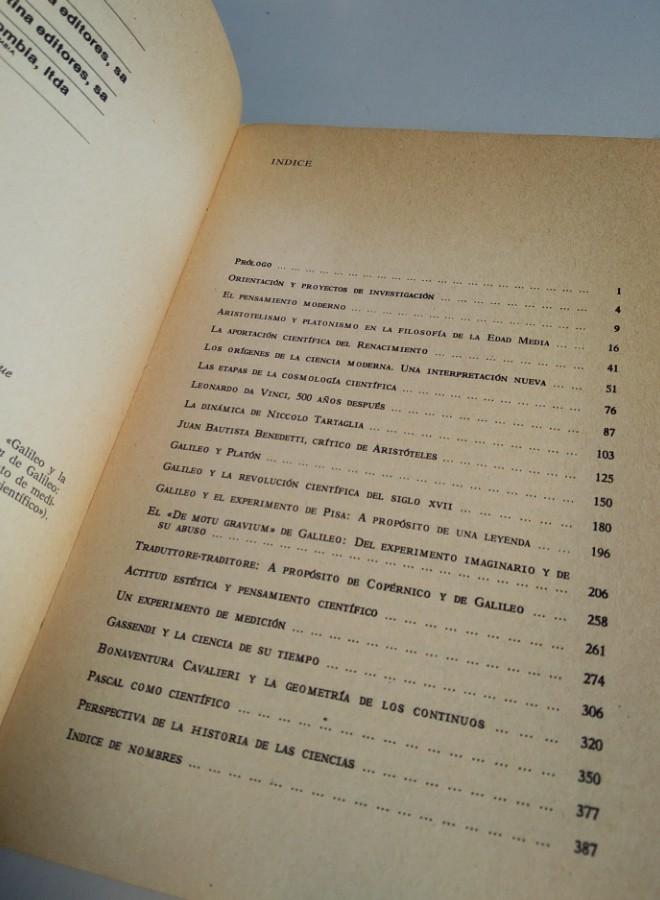 a editores, sa
tina editores, sa
ombia, ltda
«Galileo y la
de Galileo:
to de medi-
científico»).
INDICE
PRÓLOGO ... 1
ORIENTACIÓN Y PROYECTOS DE INVESTIGACIÓN ... 4
EL PENSAMIENTO MODERNO ... 9
ARISTOTELISMO Y PLATONISMO EN LA FILOSOFÍA DE LA EDAD MEDIA ... 16
LA APORTACIÓN CIENTÍFICA DEL RENACIMIENTO ... 41
LOS ORÍGENES DE LA CIENCIA MODERNA. UNA INTERPRETACIÓN NUEVA ... 51
LAS ETAPAS DE LA COSMOLOGÍA CIENTÍFICA ... 76
LEONARDO DA VINCI, 500 AÑOS DESPUÉS ... 87
LA DINÁMICA DE NICCOLO TARTAGLIA ... 103
JUAN BAUTISTA BENEDETTI, CRÍTICO DE ARISTÓTELES ... 125
GALILEO Y PLATÓN ... 150
GALILEO Y LA REVOLUCIÓN CIENTÍFICA DEL SIGLO XVII ... 180
GALILEO Y EL EXPERIMENTO DE PISA: A PROPÓSITO DE UNA LEYENDA ... 196
EL «DE MOTU GRAVIUM» DE GALILEO: DEL EXPERIMENTO IMAGINARIO Y DE
SU ABUSO ... 206
TRADUTTORE-TRADITORE: A PROPÓSITO DE COPÉRNICO Y DE GALILEO ... 258
ACTITUD ESTÉTICA Y PENSAMIENTO CIENTÍFICO ... 261
UN EXPERIMENTO DE MEDICIÓN ... 274
GASSENDI Y LA CIENCIA DE SU TIEMPO ... 306
BONAVENTURA CAVALIERI Y LA GEOMETRÍA DE LOS CONTINUOS ... 320
PASCAL COMO CIENTÍFICO ... 350
PERSPECTIVA DE LA HISTORIA DE LAS CIENCIAS ... 377
INDICE DE NOMBRES ... 387